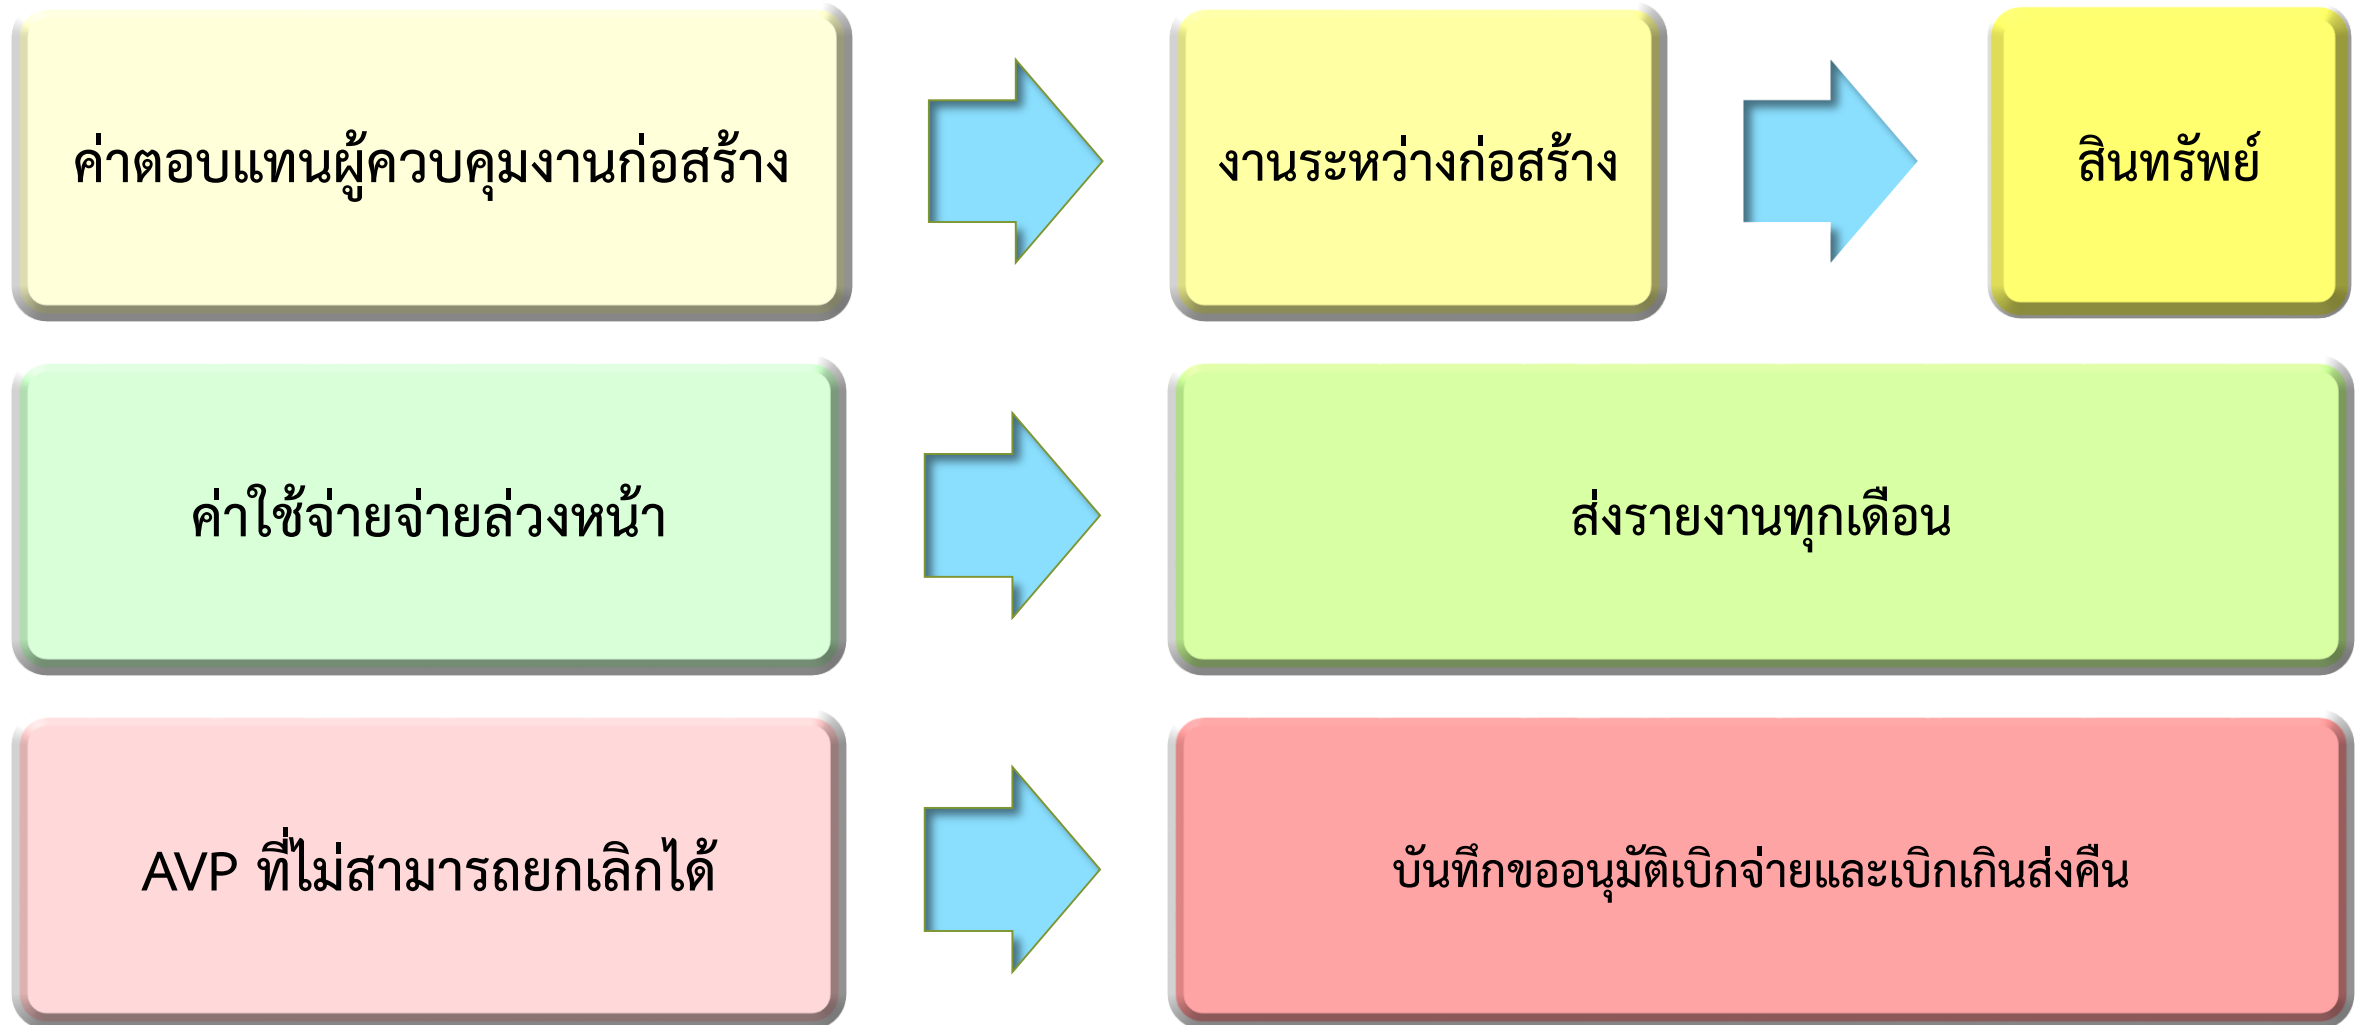 ค่าตอบแทนผู้ควบคุมงานก่อสร้าง
งานระหว่างก่อสร้าง
สินทรัพย์
ค่าใช้จ่ายจ่ายล่วงหน้า
ส่งรายงานทุกเดือน
AVP ที่ไม่สามารถยกเลิกได้
บันทึกขออนุมัติเบิกจ่ายและเบิกเกินส่งคืน